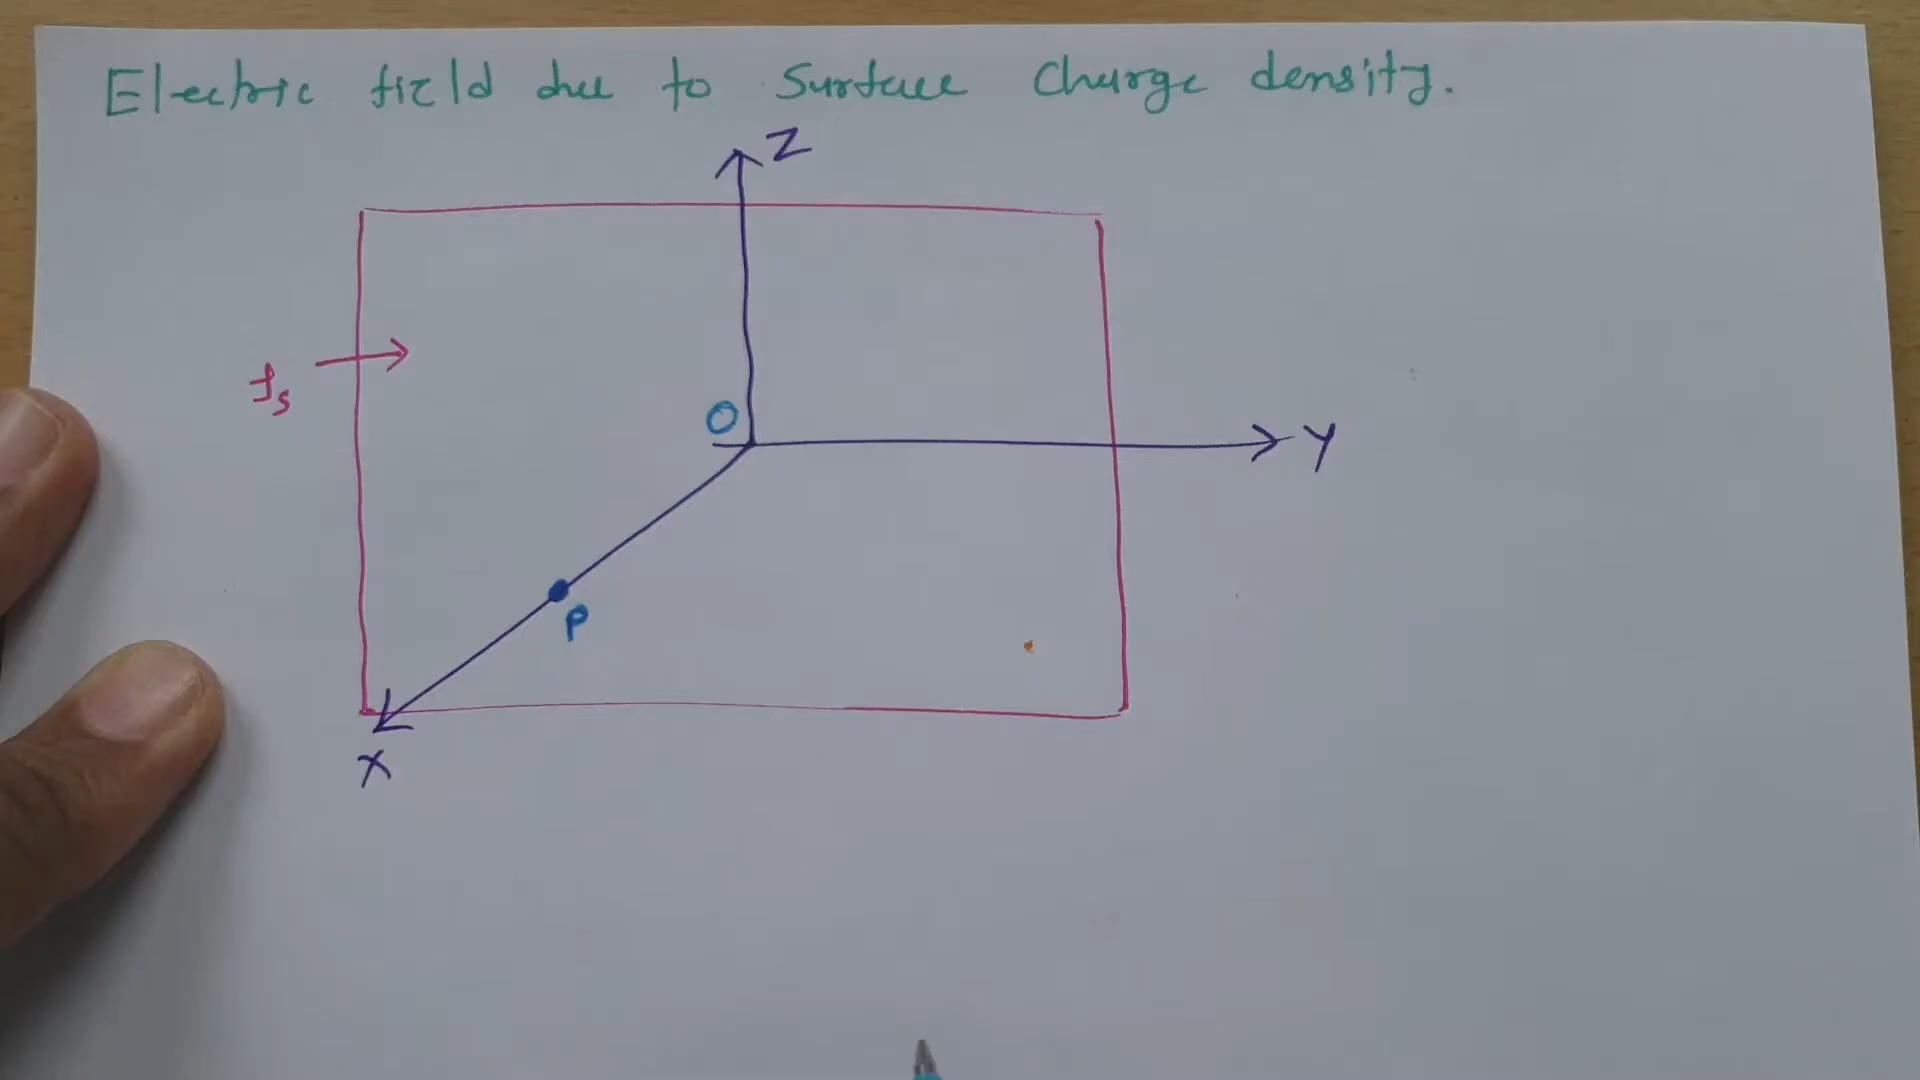 Electric field due to Surface Charge density.
Z
ρs
O
Y
P
X